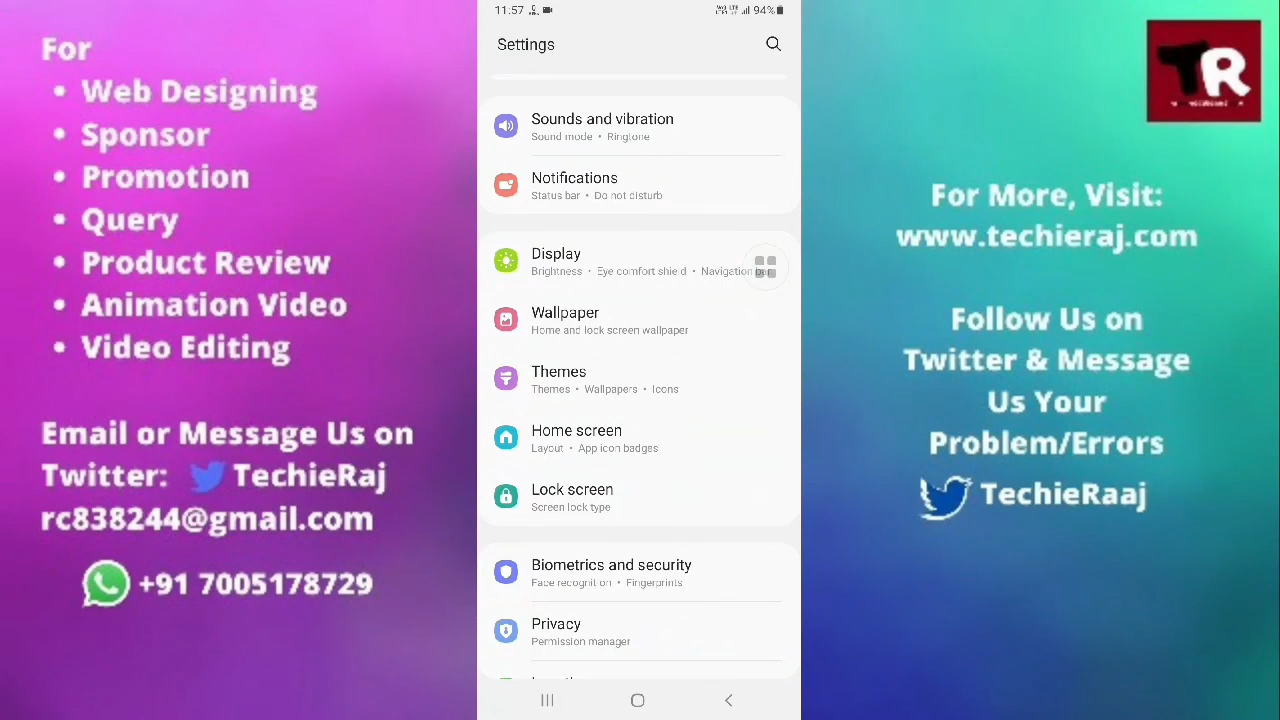 For
• Web Designing
• Sponsor
• Promotion
• Query
• Product Review
• Animation Video
• Video Editing
Email or Message Us on
Twitter: TechieRaj
rc838244@gmail.com
+91 7005178729
11:57
94%
Settings
Sounds and vibration
Sound mode • Ringtone
Notifications
Status bar • Do not disturb
Display
Brightness • Eye comfort shield • Navigation bar
Wallpaper
Home and lock screen wallpaper
Themes
Themes • Wallpapers • Icons
Home screen
Layout • App icon badges
Lock screen
Screen lock type
Biometrics and security
Face recognition • Fingerprints
Privacy
Permission manager
TR
For More, Visit:
www.techieraj.com
Follow Us on
Twitter & Message
Us Your
Problem/Errors
TechieRaaj